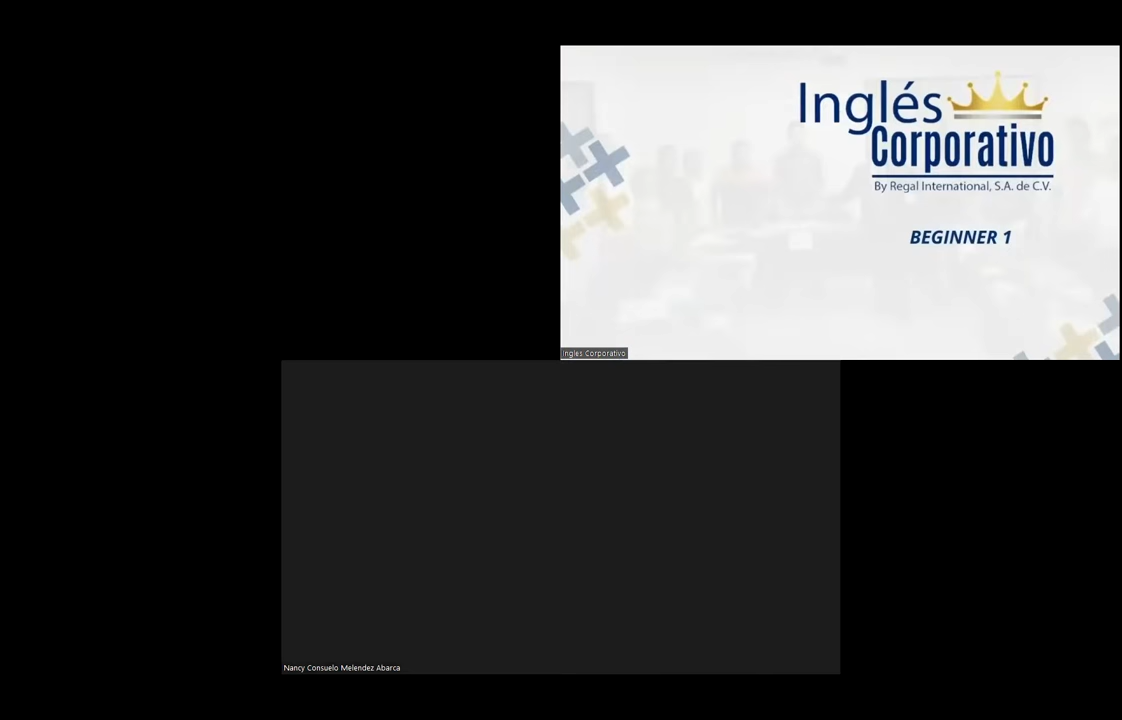 Inglés
Corporativo
By Regal International, S.A. de C.V.
BEGINNER 1
Ingles Corporativo
Nancy Consuelo Melendez Abarca